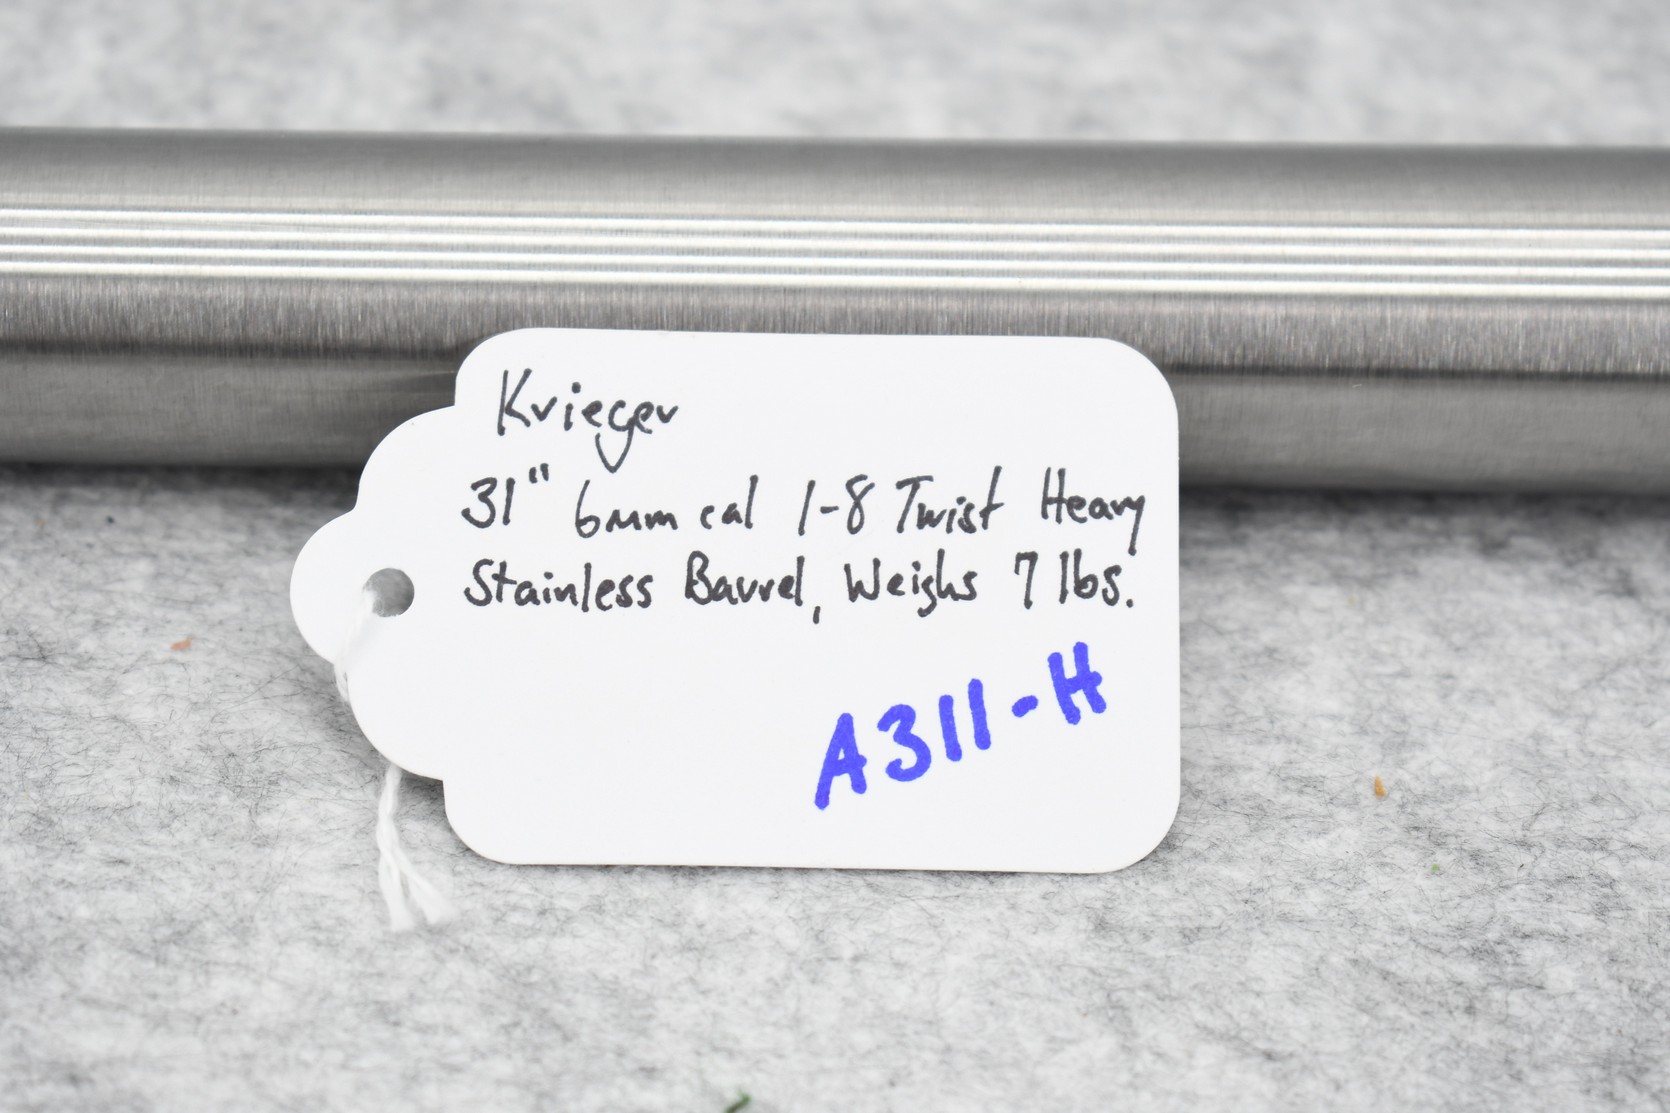 Krieger
31" 6mm cal 1-8 Twist Heavy
Stainless Barrel, Weighs 7 lbs.
A311-H